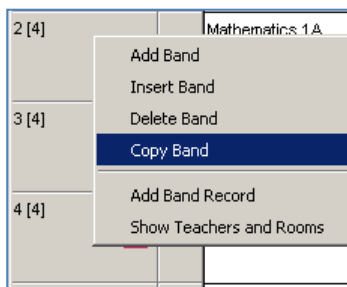 2 [4]
Mathematics 1A
Add Band
Insert Band
3 [4]
Delete Band
Copy Band
Add Band Record
4 [4]
Show Teachers and Rooms